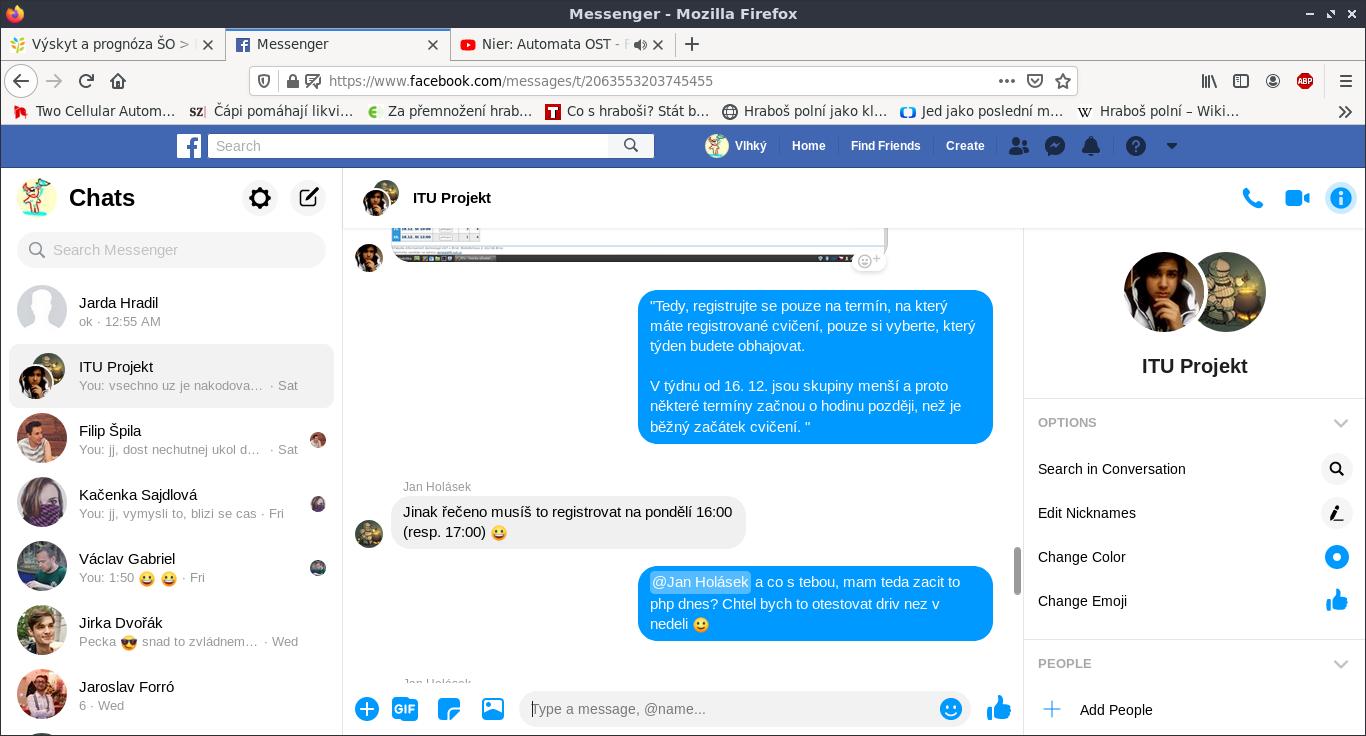 Messenger - Mozilla Firefox
Výskyt a prognóza ŠO >
Messenger
Nier: Automata OST -
https://www.facebook.com/messages/t/2063553203745455
ABP
Two Cellular Autom…
SZ Čápi pomáhají likvi…
Za přemnožení hrab…
Co s hraboši? Stát b…
Hraboš polní jako kl…
Jed jako poslední m…
W Hraboš polní – Wiki…
Search
Vlhký
Home
Find Friends
Create
Chats
Search Messenger
Jarda Hradil
ok · 12:55 AM
ITU Projekt
You: vsechno uz je nakodova… · Sat
Filip Špila
You: jj, dost nechutnej ukol d… · Sat
Kačenka Sajdlová
You: jj, vymysli to, blizi se cas · Fri
Václav Gabriel
You: 1:50 😀 😀 · Fri
Jirka Dvořák
Pecka 😎 snad to zvládnem… · Wed
Jaroslav Forró
6 · Wed
ITU Projekt
"Tedy, registrujte se pouze na termín, na který
máte registrované cvičení, pouze si vyberte, který
týden budete obhajovat.
V týdnu od 16. 12. jsou skupiny menší a proto
některé termíny začnou o hodinu později, než je
běžný začátek cvičení. "
Jan Holásek
Jinak řečeno musíš to registrovat na pondělí 16:00
(resp. 17:00) 😀
@Jan Holásek a co s tebou, mam teda zacit to
php dnes? Chtel bych to otestovat driv nez v
nedeli 😀
Jan Holásek
GIF
Type a message, @name...
ITU Projekt
OPTIONS
Search in Conversation
Edit Nicknames
Change Color
Change Emoji
PEOPLE
Add People